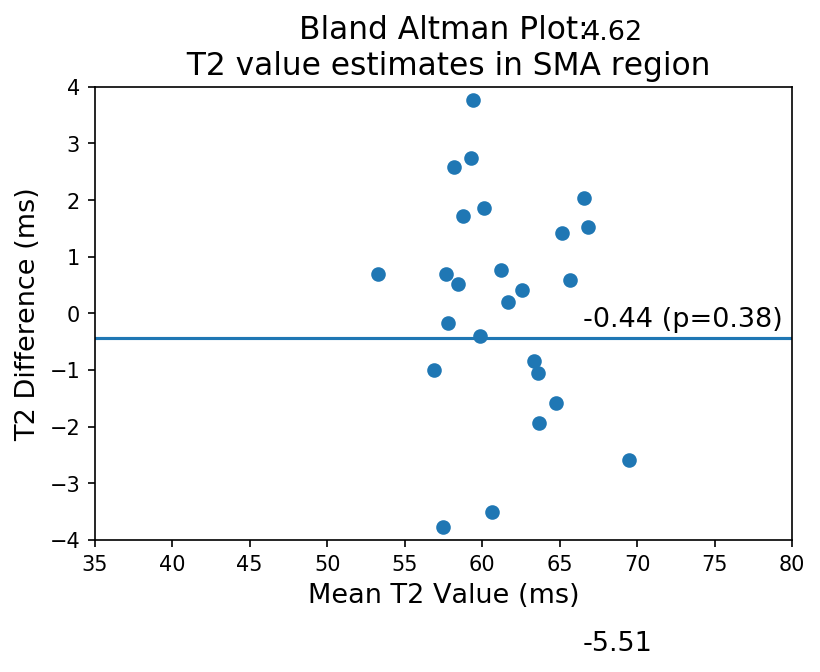 Bland Altman Plot:
4.62
T2 value estimates in SMA region
T2 Difference (ms)
4
3
2
1
0
−1
−2
−3
−4
-0.44 (p=0.38)
35 40 45 50 55 60 65 70 75 80
Mean T2 Value (ms)
-5.51